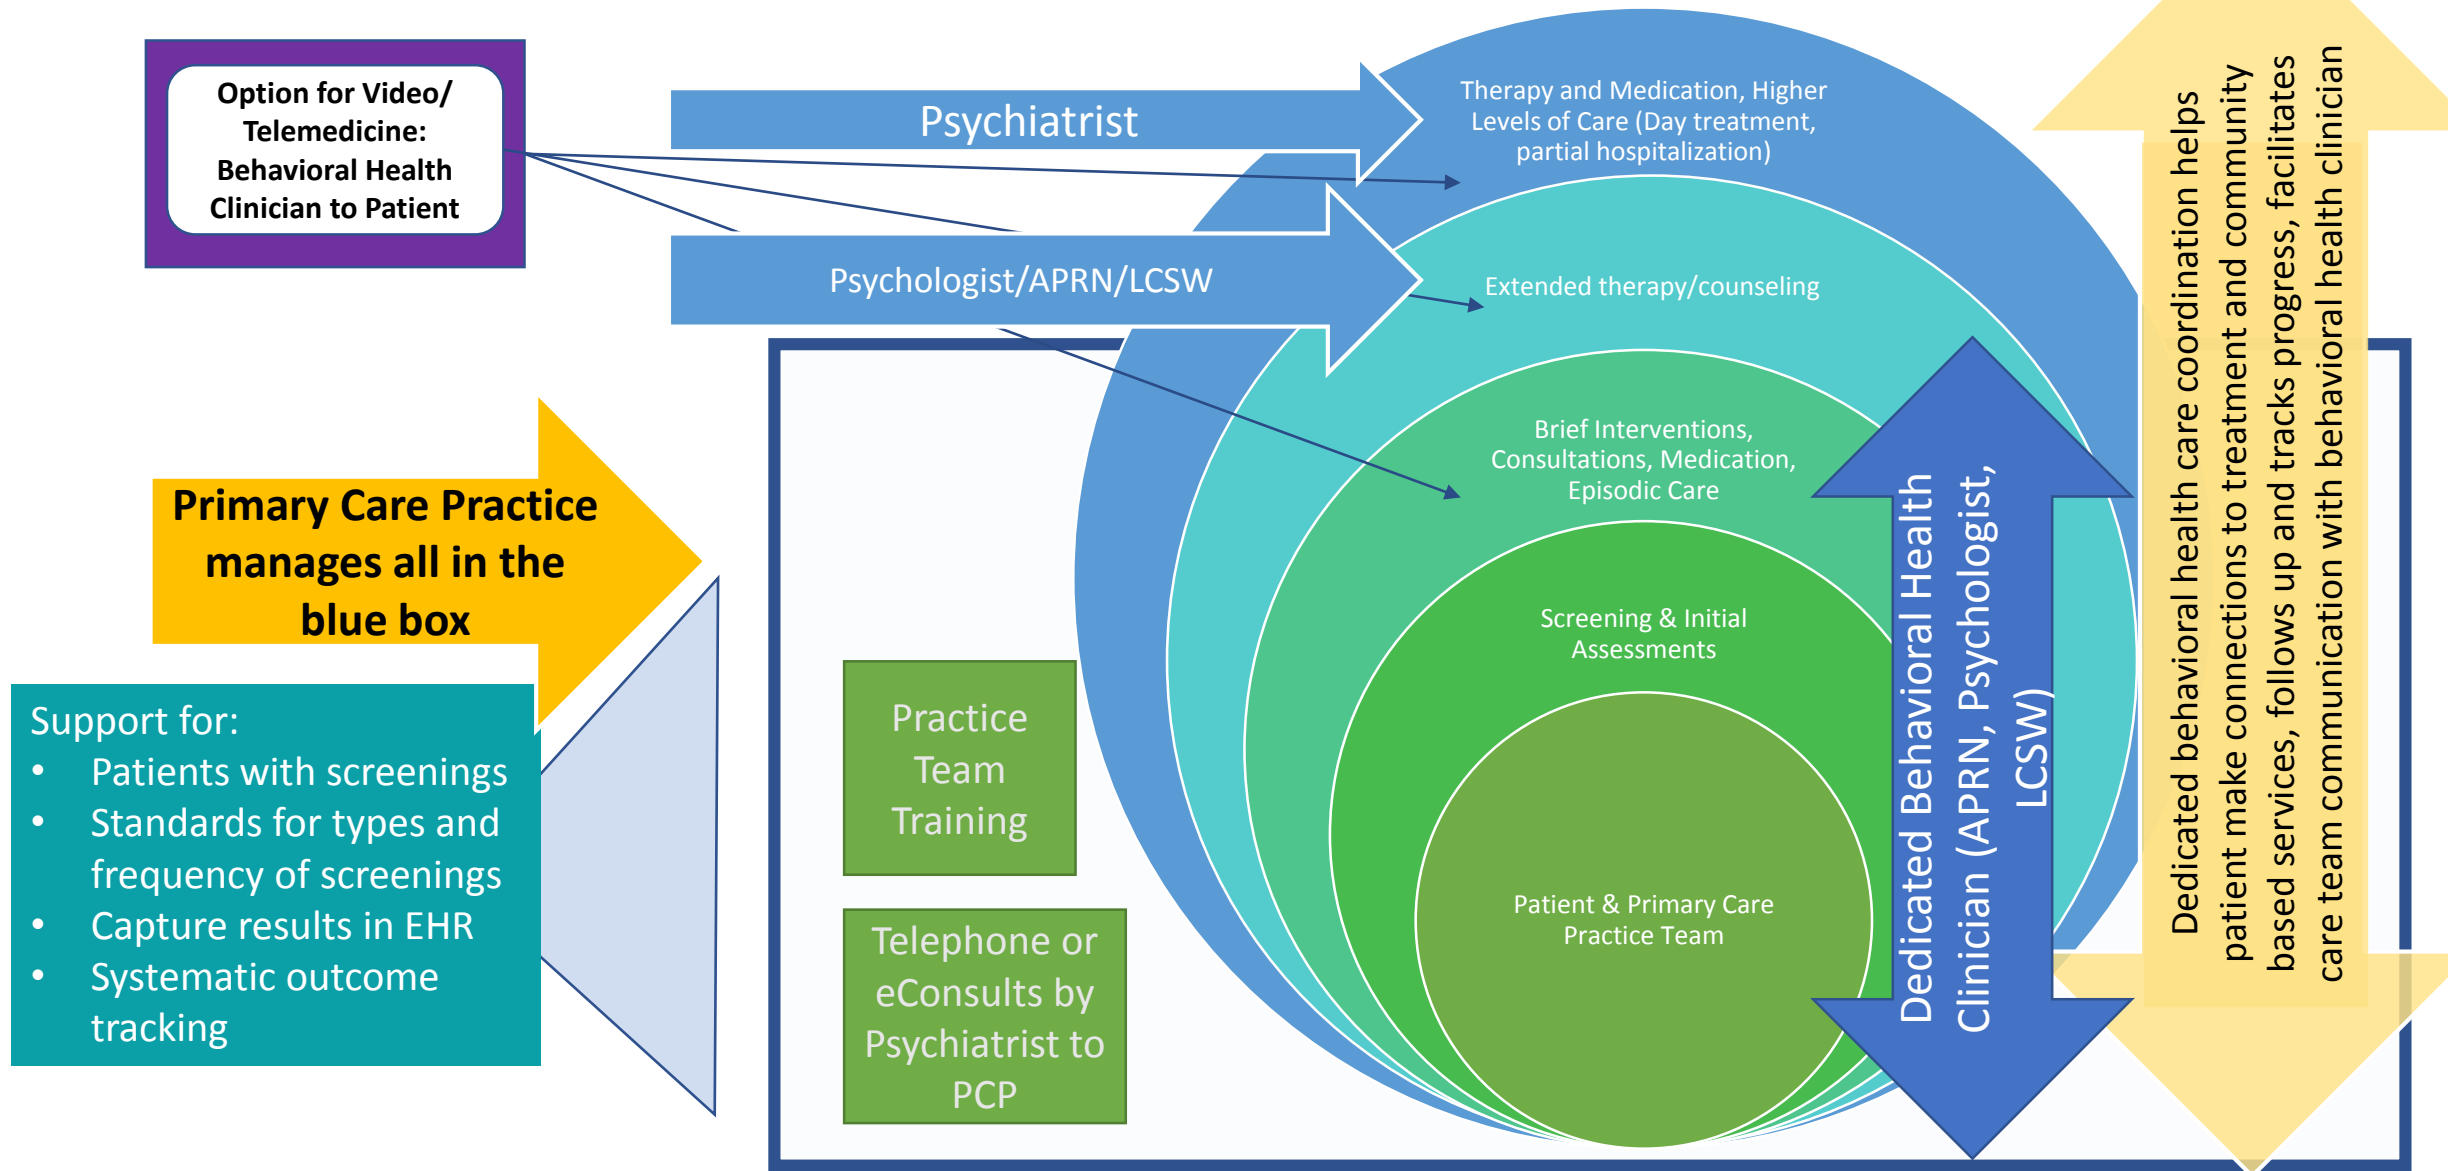 Option for Video/
Telemedicine:
Behavioral Health
Clinician to Patient
Psychiatrist
Psychologist/APRN/LCSW
Therapy and Medication, Higher
Levels of Care (Day treatment,
partial hospitalization)
Extended therapy/counseling
Brief Interventions,
Consultations, Medication,
Episodic Care
Screening & Initial
Assessments
Patient & Primary Care
Practice Team
Primary Care Practice
manages all in the
blue box
Support for:
• Patients with screenings
• Standards for types and
frequency of screenings
• Capture results in EHR
• Systematic outcome
tracking
Practice
Team
Training
Telephone or
eConsults by
Psychiatrist to
PCP
Dedicated Behavioral Health
Clinician (APRN, Psychologist,
LCSW)
Dedicated behavioral health care coordination helps
patient make connections to treatment and community
based services, follows up and tracks progress, facilitates
care team communication with behavioral health clinician